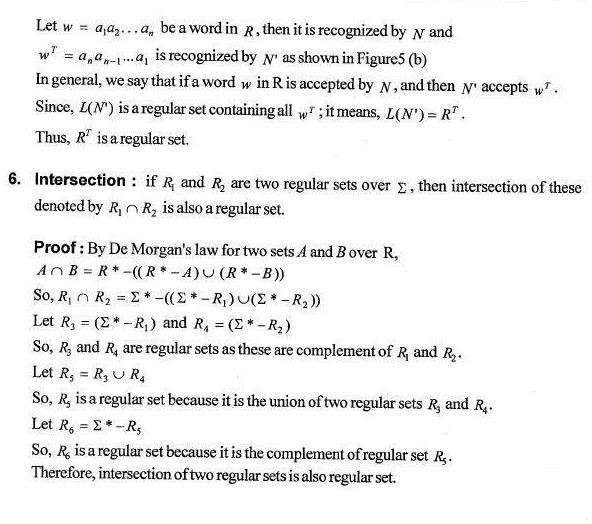 Let w = a₁a₂...aₙ be a word in R, then it is recognized by N and
wᵀ = aₙaₙ₋₁...a₁ is recognized by N' as shown in Figure5 (b)
In general, we say that if a word w in R is accepted by N, and then N' accepts wᵀ.
Since, L(N') is a regular set containing all wᵀ; it means, L(N') = Rᵀ.
Thus, Rᵀ is a regular set.
6. Intersection : if R₁ and R₂ are two regular sets over Σ, then intersection of these
denoted by R₁ ∩ R₂ is also a regular set.
Proof : By De Morgan's law for two sets A and B over R,
A ∩ B = R * −((R * − A) ∪ (R * − B))
So, R₁ ∩ R₂ = Σ * −((Σ * − R₁) ∪ (Σ * − R₂))
Let R₃ = (Σ * − R₁) and R₄ = (Σ * − R₂)
So, R₃ and R₄ are regular sets as these are complement of R₁ and R₂.
Let R₅ = R₃ ∪ R₄
So, R₅ is a regular set because it is the union of two regular sets R₃ and R₄.
Let R₆ = Σ * − R₅
So, R₆ is a regular set because it is the complement of regular set R₅.
Therefore, intersection of two regular sets is also regular set.